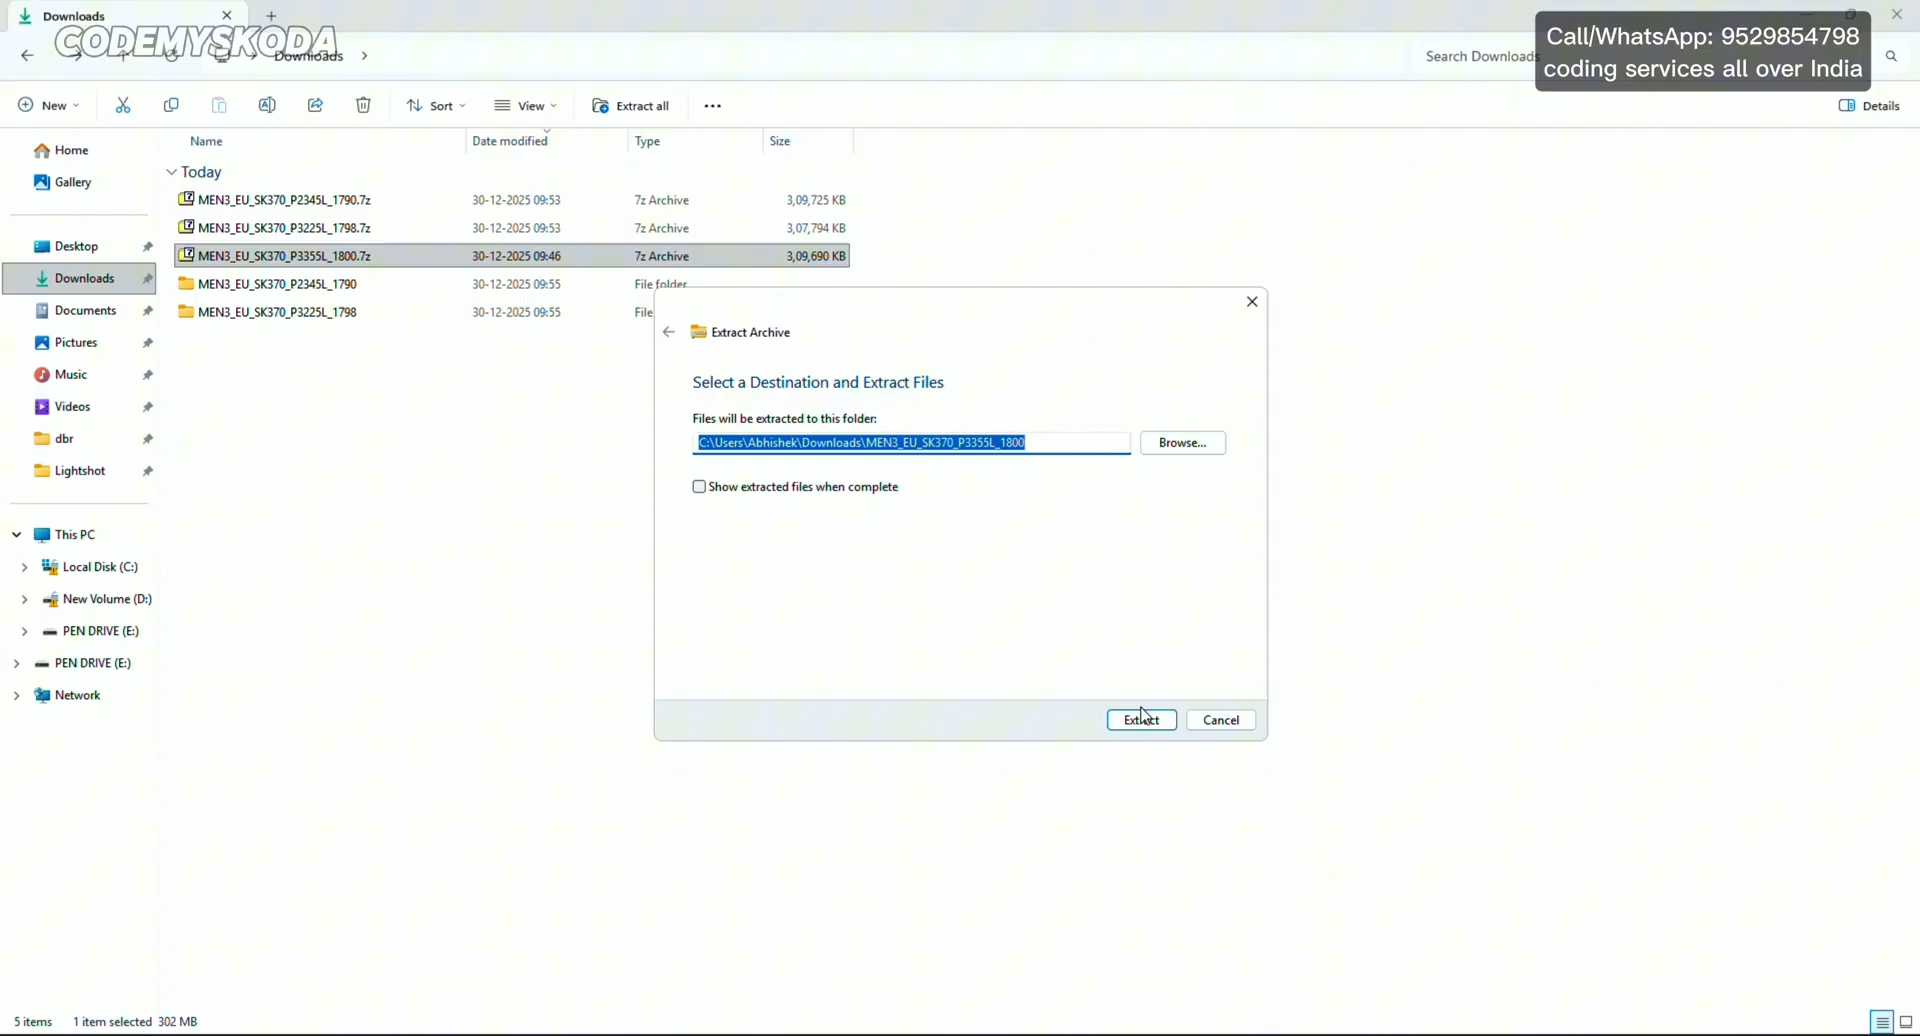 Downloads
CODEMYSKODA
Downloads
Search Downloads
Call/WhatsApp: 9529854798
coding services all over India
New
Sort
View
Extract all
Details
Name
Date modified
Type
Size
Home
Gallery
Desktop
Downloads
Documents
Pictures
Music
Videos
dbr
Lightshot
This PC
Local Disk (C:)
New Volume (D:)
PEN DRIVE (E:)
PEN DRIVE (E:)
Network
Today
MEN3_EU_SK370_P2345L_1790.7z 30-12-2025 09:53 7z Archive 3,09,725 KB
MEN3_EU_SK370_P3225L_1798.7z 30-12-2025 09:53 7z Archive 3,07,794 KB
MEN3_EU_SK370_P3355L_1800.7z 30-12-2025 09:46 7z Archive 3,09,690 KB
MEN3_EU_SK370_P2345L_1790 30-12-2025 09:55 File folder
MEN3_EU_SK370_P3225L_1798 30-12-2025 09:55 File
Extract Archive
Select a Destination and Extract Files
Files will be extracted to this folder:
C:\Users\Abhishek\Downloads\MEN3_EU_SK370_P3355L_1800
Browse...
Show extracted files when complete
Extract
Cancel
5 items 1 item selected 302 MB